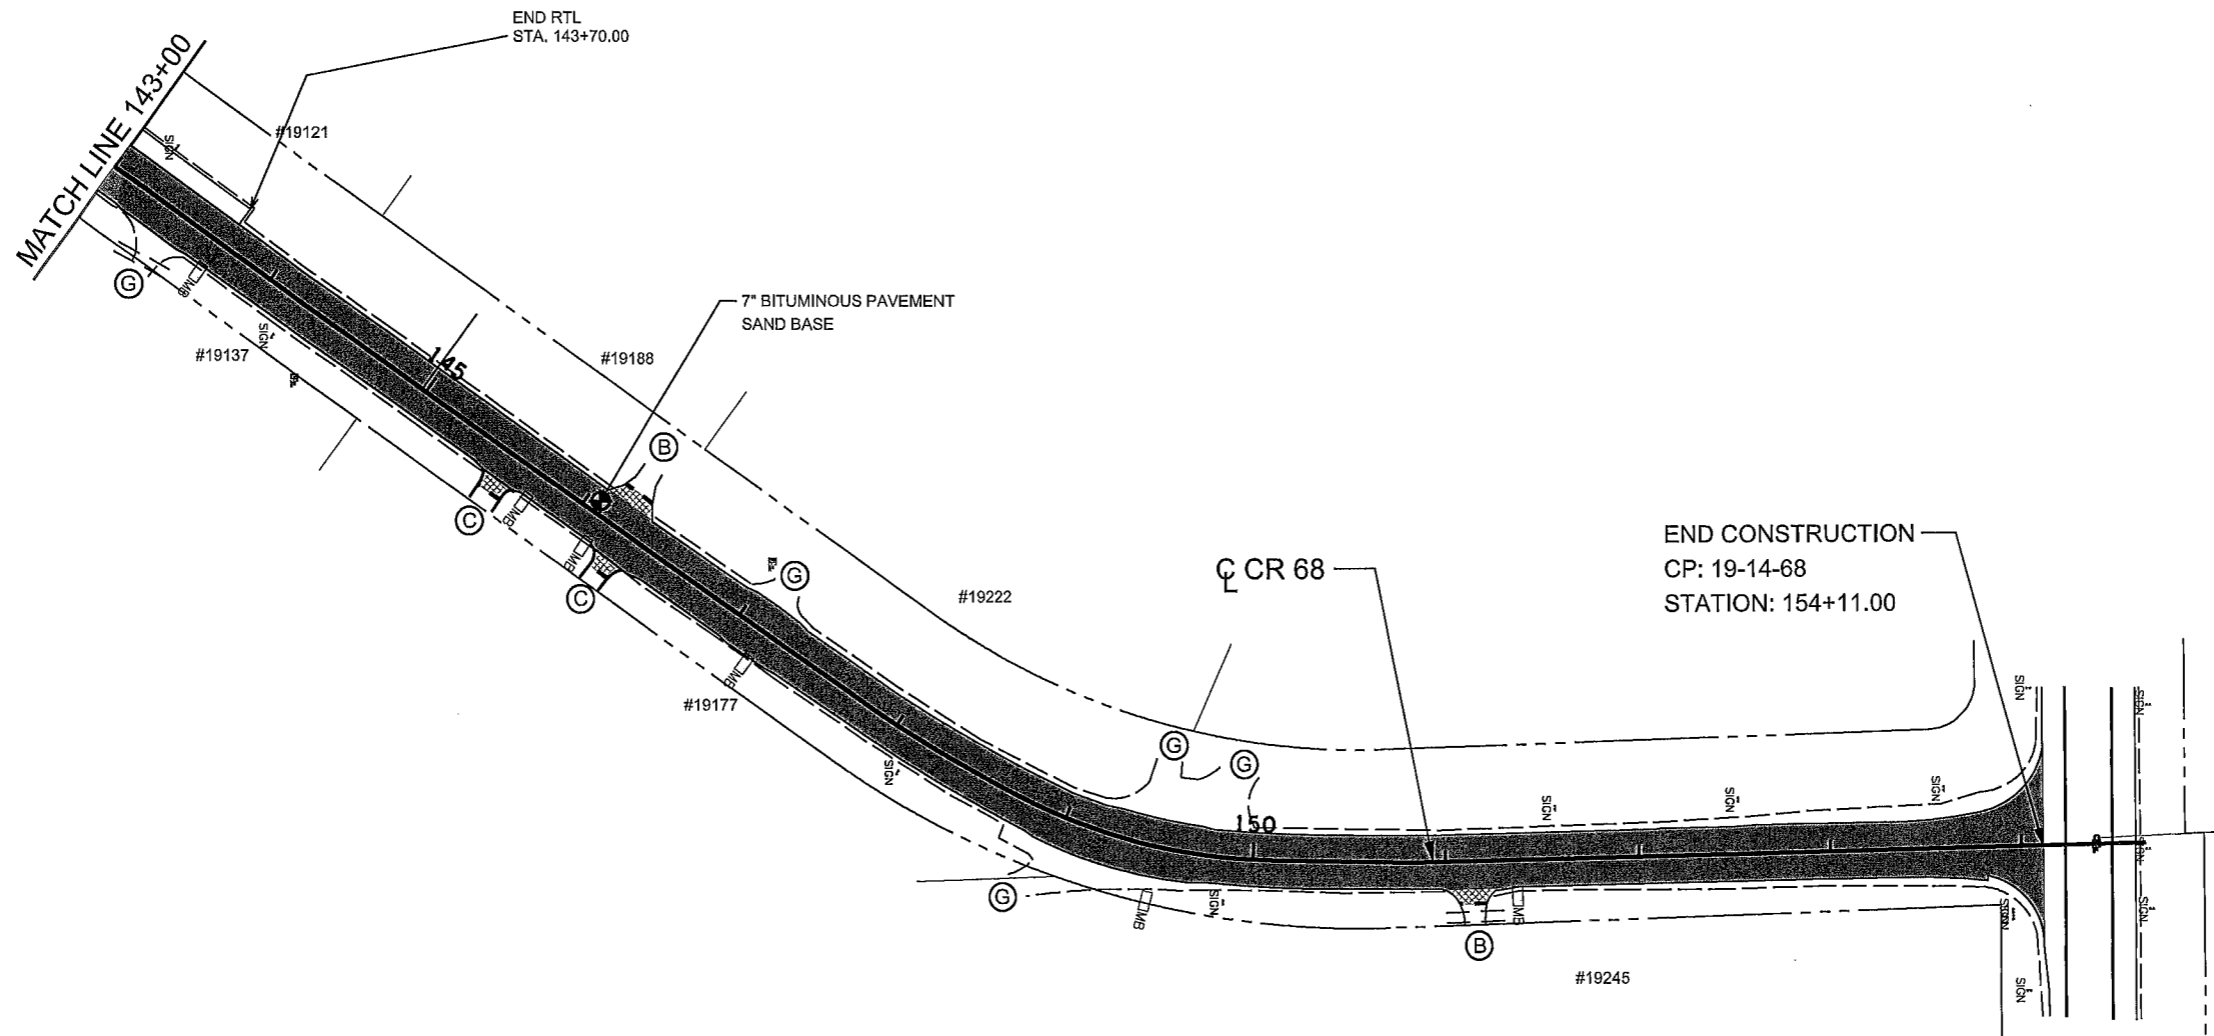 END RTL
STA. 143+70.00
MATCH LINE 143+00
#19121
SIGN
G
MB
SIGN
#19137
7" BITUMINOUS PAVEMENT
SAND BASE
145
#19188
B
C
MB
MB
C
G
#19222
MB
#19177
℄ CR 68
END CONSTRUCTION
CP: 19-14-68
STATION: 154+11.00
SIGN
G
G
SIGN
SIGN
SIGN
SIGN
SIGN
150
SIGN
G
MB
SIGN
MB
B
SIGN
#19245
SIGN